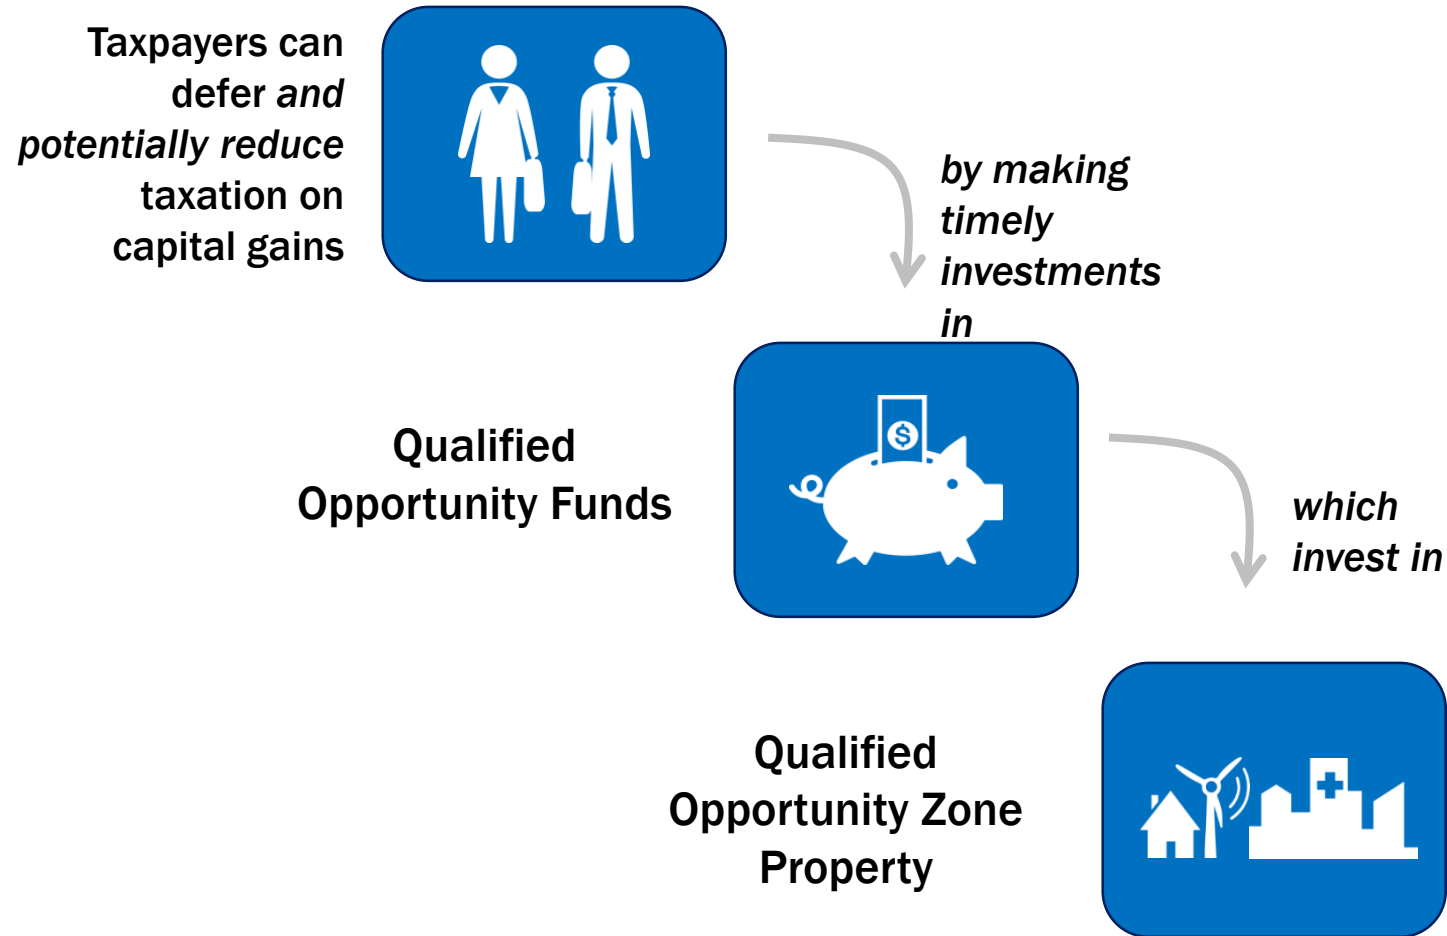 Taxpayers can
defer and
potentially reduce
taxation on
capital gains
by making
timely
investments
in
Qualified
Opportunity Funds
$
which
invest in
Qualified
Opportunity Zone
Property